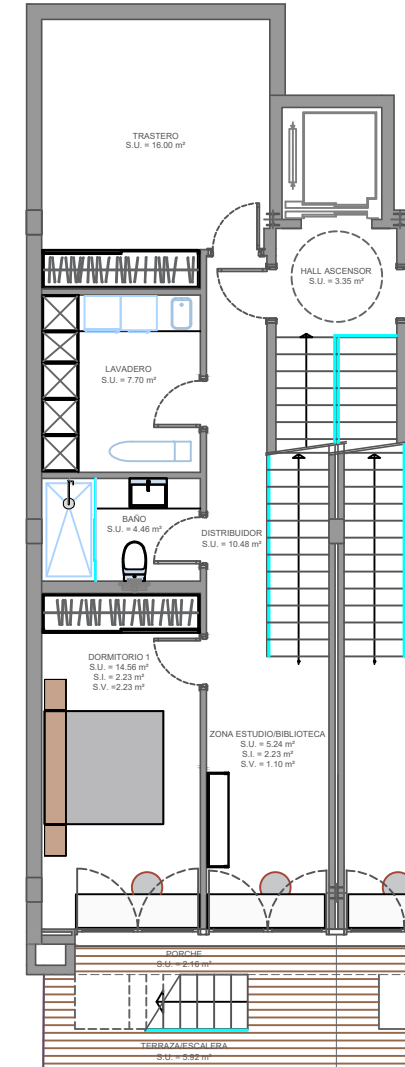 TRASTERO
S.U. = 16.00 m²
HALL ASCENSOR
S.U. = 3.35 m²
LAVADERO
S.U. = 7.70 m²
BAÑO
S.U. = 4.46 m²
DISTRIBUIDOR
S.U. = 10.48 m²
DORMITORIO 1
S.U. = 14.56 m²
S.I. = 2.23 m²
S.V. =2.23 m²
ZONA ESTUDIO/BIBLIOTECA
S.U. = 5.24 m²
S.I. = 2.23 m²
S.V. = 1.10 m²
PORCHE
S.U. = 2.16 m²
TERRAZA/ESCALERA
S.U. = 5.92 m²